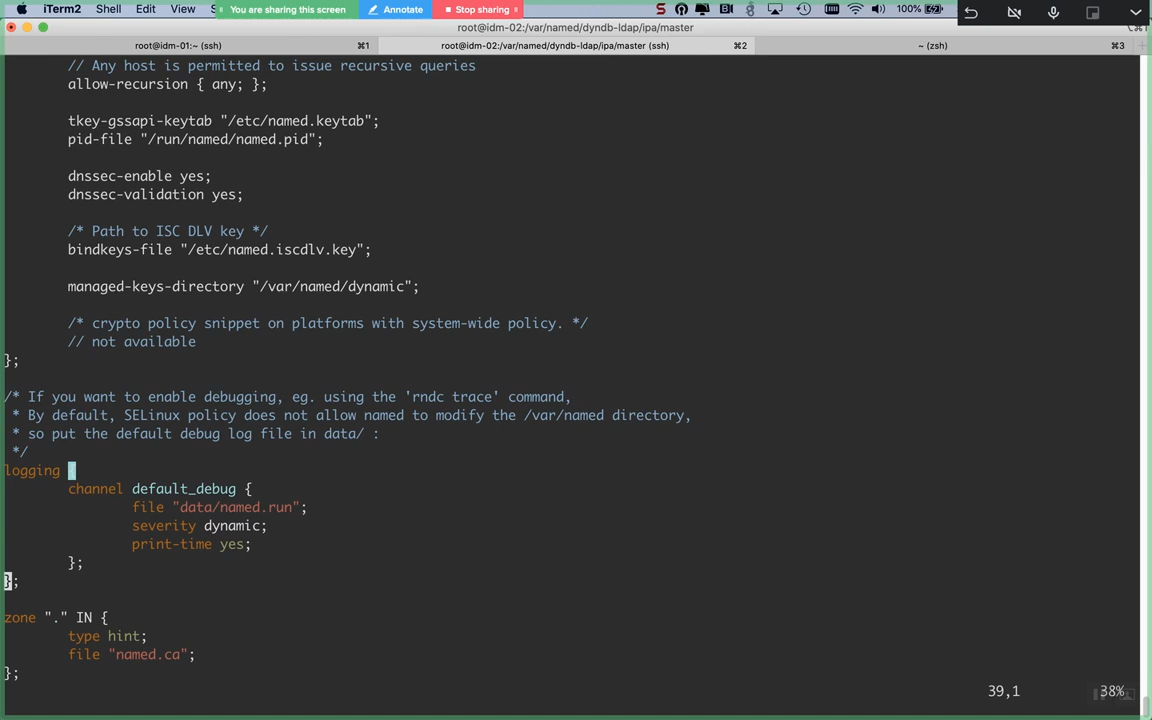 iTerm2 Shell Edit View You are sharing this screen Annotate Stop sharing 100%
root@idm-02:/var/named/dyndb-ldap/ipa/master
root@idm-01:~ (ssh) ⌘1 root@idm-02:/var/named/dyndb-ldap/ipa/master (ssh) ⌘2 ~ (zsh) ⌘3
// Any host is permitted to issue recursive queries
allow-recursion { any; };
tkey-gssapi-keytab "/etc/named.keytab";
pid-file "/run/named/named.pid";
dnssec-enable yes;
dnssec-validation yes;
/* Path to ISC DLV key */
bindkeys-file "/etc/named.iscdlv.key";
managed-keys-directory "/var/named/dynamic";
/* crypto policy snippet on platforms with system-wide policy. */
// not available
};
/* If you want to enable debugging, eg. using the 'rndc trace' command,
* By default, SELinux policy does not allow named to modify the /var/named directory,
* so put the default debug log file in data/ :
*/
logging {
channel default_debug {
file "data/named.run";
severity dynamic;
print-time yes;
};
};
zone "." IN {
type hint;
file "named.ca";
};
39,1 38%